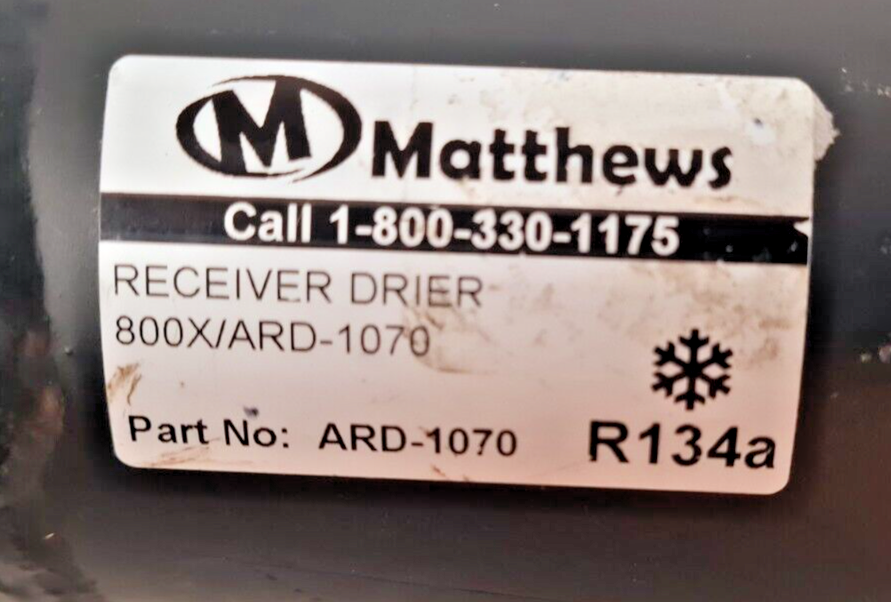 M Matthews
Call 1-800-330-1175
RECEIVER DRIER
800X/ARD-1070
Part No: ARD-1070
R134a